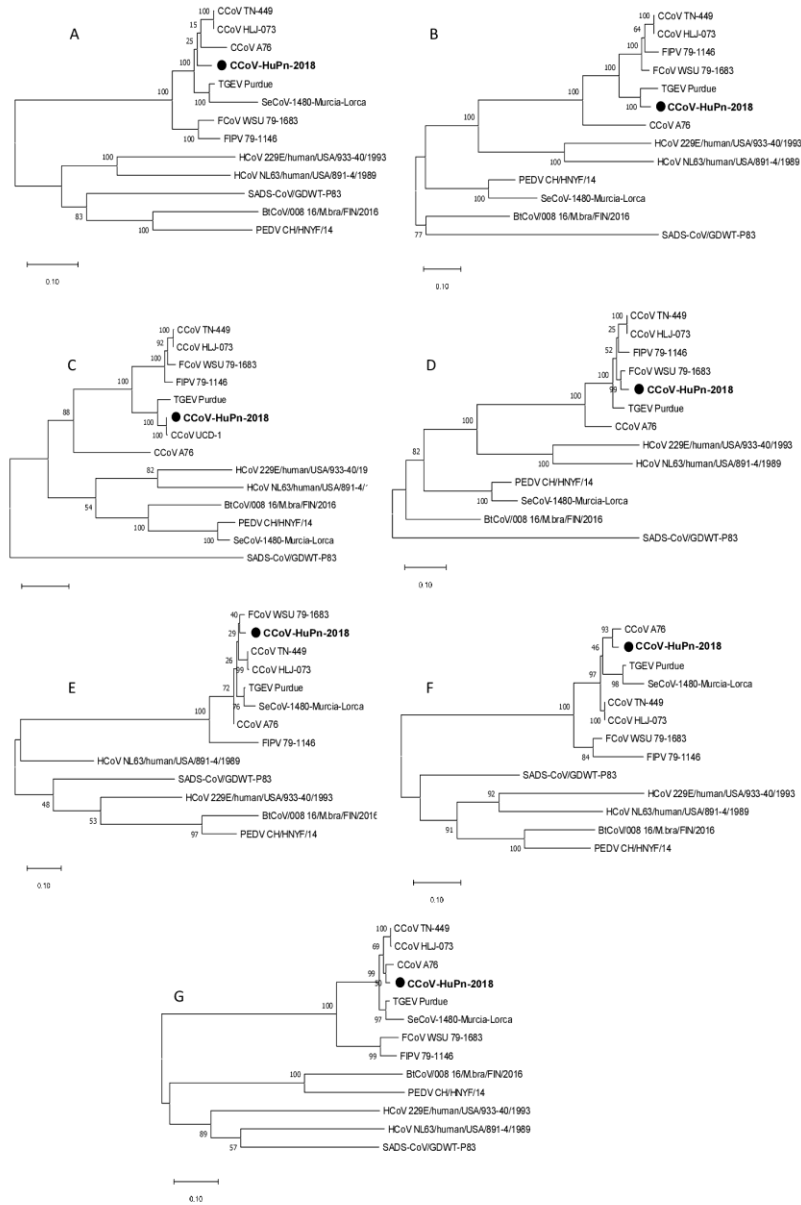 A
100
CCoV TN-449
15
CCoV HLJ-073
25
CCoV A76
CCoV-HuPn-2018
100
TGEV Purdue
100
SeCoV-1480-Murcia-Lorca
FCoV WSU 79-1683
100
FIPV 79-1146
100
HCoV 229E/human/USA/933-40/1993
HCoV NL63/human/USA/891-4/1989
SADS-CoV/GDWT-P83
83
BtCoV/008 16/M.bra/FIN/2016
100
PEDV CH/HNYF/14
0.10
B
100
CCoV TN-449
64
CCoV HLJ-073
100
FIPV 79-1146
FCoV WSU 79-1683
100
TGEV Purdue
100
CCoV-HuPn-2018
100
CCoV A76
HCoV 229E/human/USA/933-40/1993
100
HCoV NL63/human/USA/891-4/1989
PEDV CH/HNYF/14
100
SeCoV-1480-Murcia-Lorca
BtCoV/008 16/M.bra/FIN/2016
77
SADS-CoV/GDWT-P83
0.10
C
100
CCoV TN-449
92
CCoV HLJ-073
100
FCoV WSU 79-1683
FIPV 79-1146
100
TGEV Purdue
100
CCoV-HuPn-2018
100
CCoV UCD-1
88
CCoV A76
82
HCoV 229E/human/USA/933-40/19
HCoV NL63/human/USA/891-4/
54
BtCoV/008 16/M.bra/FIN/2016
100
PEDV CH/HNYF/14
100
SeCoV-1480-Murcia-Lorca
SADS-CoV/GDWT-P83
D
100
CCoV TN-449
25
CCoV HLJ-073
52
FIPV 79-1146
FCoV WSU 79-1683
100
99
CCoV-HuPn-2018
TGEV Purdue
100
CCoV A76
100
HCoV 229E/human/USA/933-40/1993
100
HCoV NL63/human/USA/891-4/1989
82
PEDV CH/HNYF/14
100
SeCoV-1480-Murcia-Lorca
BtCoV/008 16/M.bra/FIN/2016
SADS-CoV/GDWT-P83
0.10
E
40
FCoV WSU 79-1683
29
CCoV-HuPn-2018
26
CCoV TN-449
99
CCoV HLJ-073
72
TGEV Purdue
76
SeCoV-1480-Murcia-Lorca
100
CCoV A76
FIPV 79-1146
HCoV NL63/human/USA/891-4/1989
SADS-CoV/GDWT-P83
48
HCoV 229E/human/USA/933-40/1993
53
BtCoV/008 16/M.bra/FIN/2016
97
PEDV CH/HNYF/14
0.10
F
93
CCoV A76
46
CCoV-HuPn-2018
97
TGEV Purdue
98
SeCoV-1480-Murcia-Lorca
100
CCoV TN-449
100
CCoV HLJ-073
FCoV WSU 79-1683
84
FIPV 79-1146
SADS-CoV/GDWT-P83
92
HCoV 229E/human/USA/933-40/1993
HCoV NL63/human/USA/891-4/1989
91
BtCoV/008 16/M.bra/FIN/2016
100
PEDV CH/HNYF/14
0.10
G
100
CCoV TN-449
69
CCoV HLJ-073
CCoV A76
99
CCoV-HuPn-2018
100
TGEV Purdue
97
SeCoV-1480-Murcia-Lorca
FCoV WSU 79-1683
99
FIPV 79-1146
100
BtCoV/008 16/M.bra/FIN/2016
PEDV CH/HNYF/14
HCoV 229E/human/USA/933-40/1993
89
HCoV NL63/human/USA/891-4/1989
57
SADS-CoV/GDWT-P83
0.10